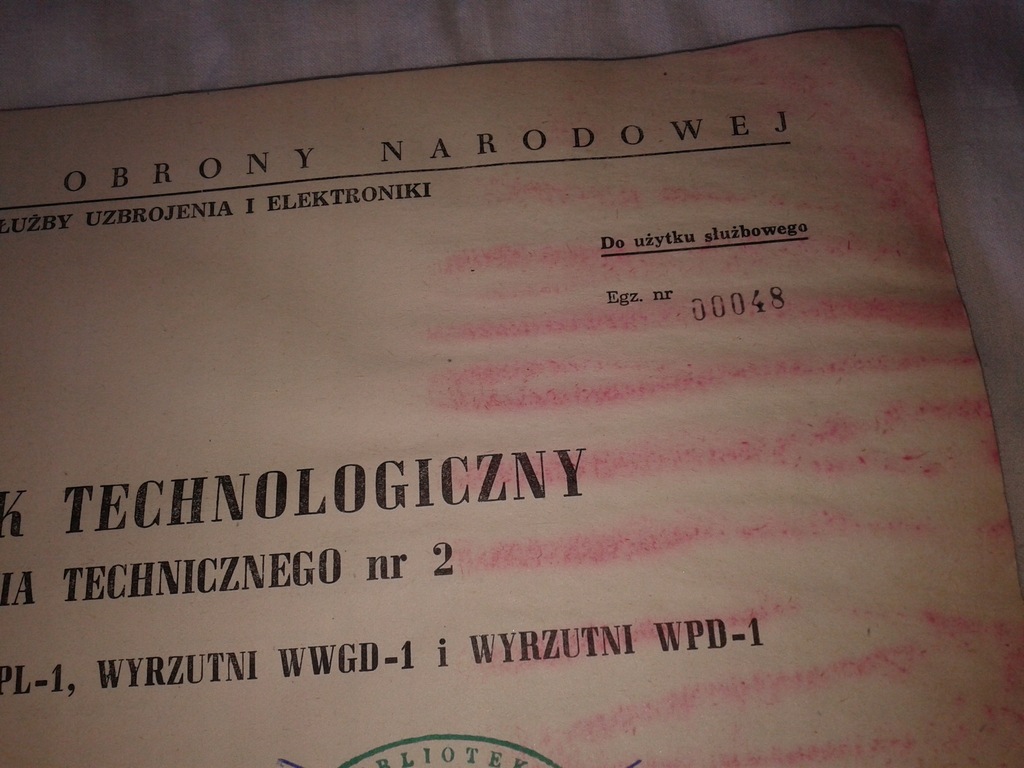 OBRONY NARODOWEJ
ŁUŻBY UZBROJENIA I ELEKTRONIKI
Do użytku służbowego
Egz. nr 00048
K TECHNOLOGICZNY
IA TECHNICZNEGO nr 2
PL-1, WYRZUTNI WWGD-1 i WYRZUTNI WPD-1
BLIOTEK